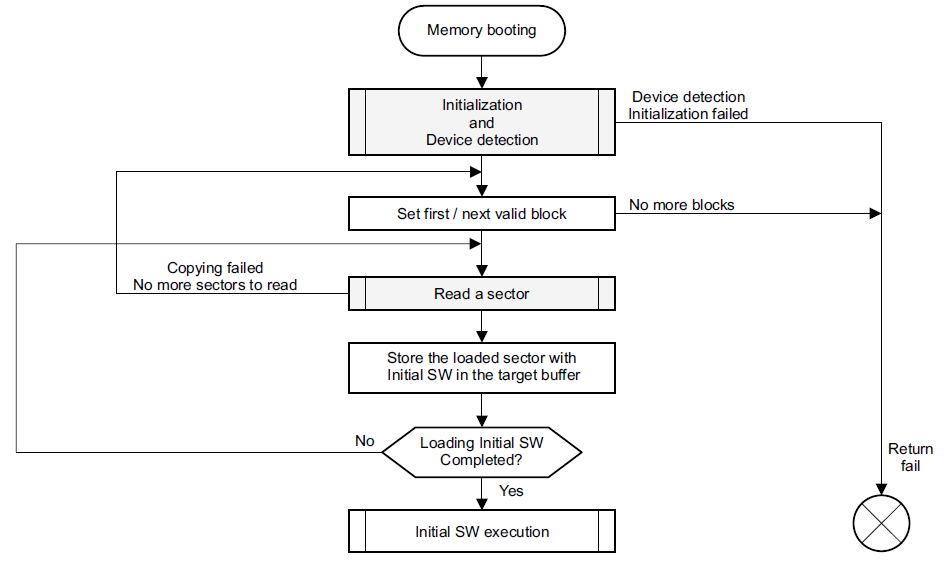 Memory booting
Initialization
and
Device detection
Device detection
Initialization failed
Set first / next valid block
No more blocks
Copying failed
No more sectors to read
Read a sector
Store the loaded sector with
Initial SW in the target buffer
No
Loading Initial SW
Completed?
Return
fail
Yes
Initial SW execution